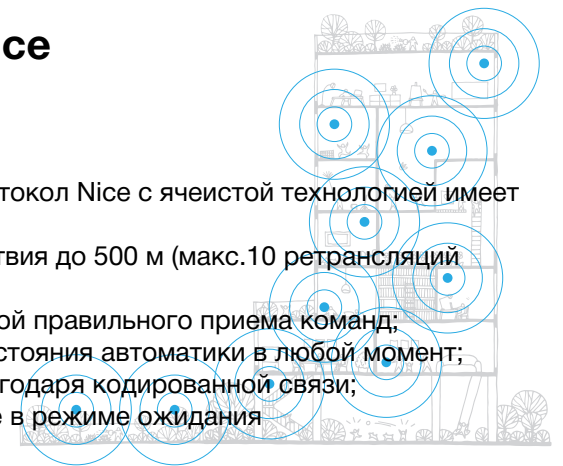 ce
токол Nice с ячеистой технологией имеет
твия до 500 м (макс.10 ретрансляций
ой правильного приема команд;
стояния автоматики в любой момент;
годаря кодированной связи;
е в режиме ожидания